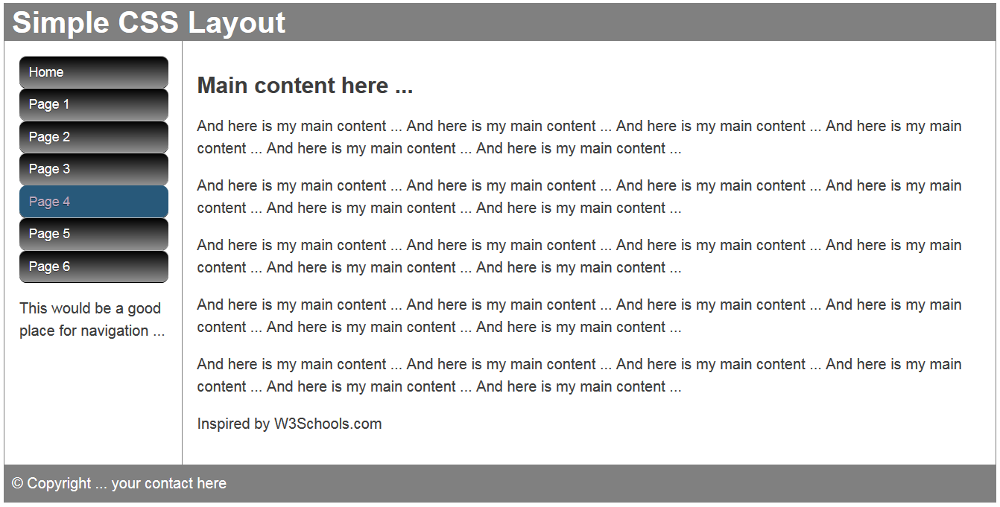 Simple CSS Layout
Home
Page 1
Page 2
Page 3
Page 4
Page 5
Page 6
This would be a good
place for navigation ...
Main content here ...
And here is my main content ... And here is my main content ... And here is my main content ... And here is my main
content ... And here is my main content ... And here is my main content ...
And here is my main content ... And here is my main content ... And here is my main content ... And here is my main
content ... And here is my main content ... And here is my main content ...
And here is my main content ... And here is my main content ... And here is my main content ... And here is my main
content ... And here is my main content ... And here is my main content ...
And here is my main content ... And here is my main content ... And here is my main content ... And here is my main
content ... And here is my main content ... And here is my main content ...
And here is my main content ... And here is my main content ... And here is my main content ... And here is my main
content ... And here is my main content ... And here is my main content ...
Inspired by W3Schools.com
© Copyright ... your contact here